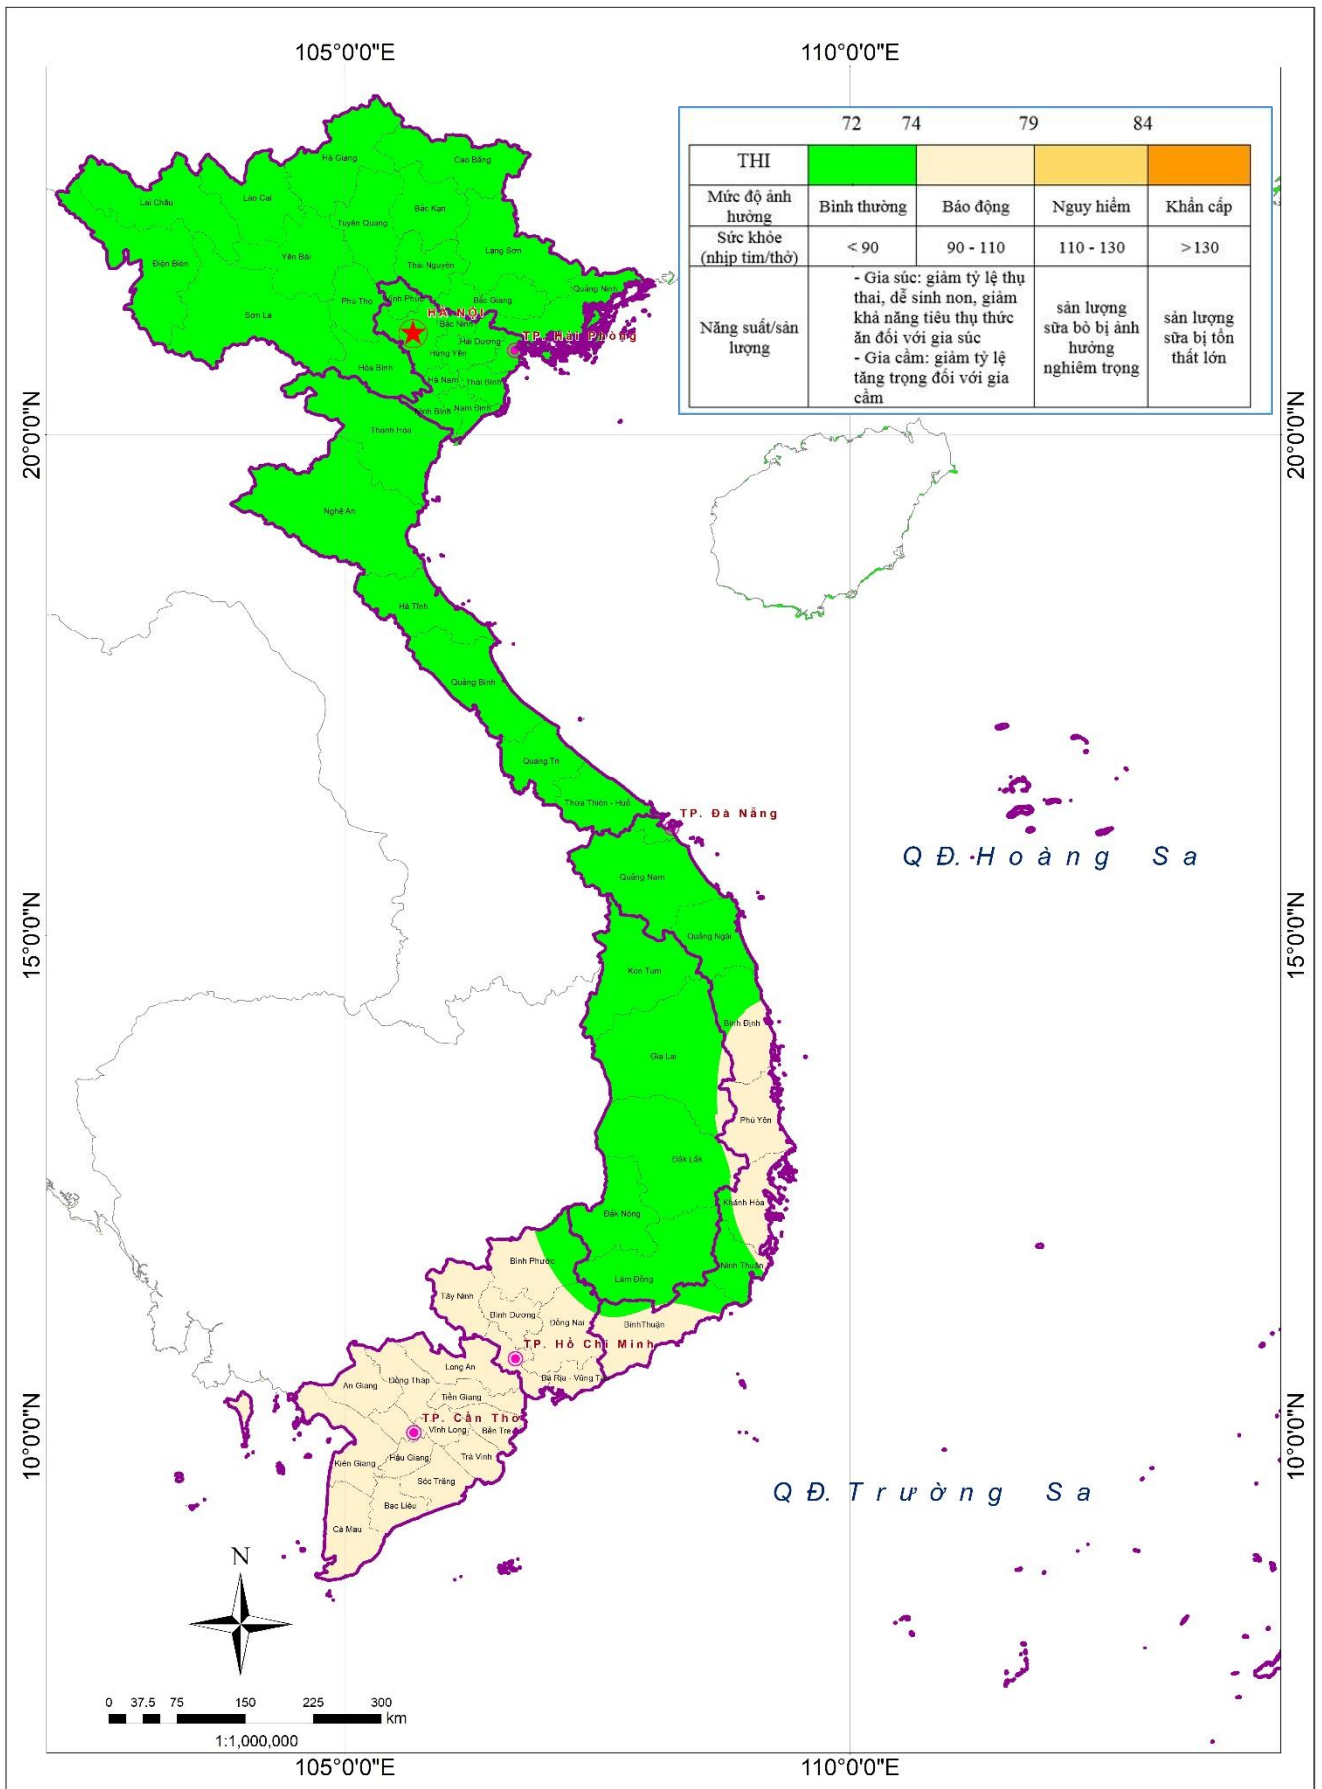 105°0'0"E
110°0'0"E
72 74 79 84
THI
Mức độ ảnh
hưởng
Bình thường
Báo động
Nguy hiểm
Khẩn cấp
Sức khỏe
(nhịp tim/thở)
< 90
90 - 110
110 - 130
>130
Năng suất/sản
lượng
- Gia súc: giảm tỷ lệ thụ
thai, dễ sinh non, giảm
khả năng tiêu thụ thức
ăn đối với gia súc
- Gia cầm: giảm tỷ lệ
tăng trọng đối với gia
cầm
sản lượng
sữa bò bị ảnh
hưởng
nghiêm trọng
sản lượng
sữa bị tổn
thất lớn
Hà Giang
Cao Bằng
Lai Châu
Lào Cai
Bắc Kạn
Tuyên Quang
Lạng Sơn
Yên Bái
Điện Biên
Thái Nguyên
Quảng Ninh
Phú Thọ
Bắc Giang
Sơn La
HÀ NỘI
Bắc Ninh
TP. Hải Phòng
Hải Dương
Hưng Yên
Hòa Bình
Hà Nam
Thái Bình
Ninh Bình
Nam Định
Thanh Hóa
20°0'0"N
20°0'0"N
Nghệ An
Hà Tĩnh
Quảng Bình
Quảng Trị
Thừa Thiên - Huế
TP. Đà Nẵng
Q Đ. Hoàng Sa
Quảng Nam
15°0'0"N
15°0'0"N
Quảng Ngãi
Kon Tum
Bình Định
Gia Lai
Phú Yên
Đắk Lắk
Khánh Hòa
Đắk Nông
Bình Phước
Ninh Thuận
Lâm Đồng
Tây Ninh
Bình Dương
Đồng Nai
BìnhThuận
TP. Hồ Chí Minh
Long An
Đồng Tháp
An Giang
Bà Rịa - Vũng
Tiền Giang
TP. Cần Thơ
Vĩnh Long
Bến Tre
10°0'0"N
10°0'0"N
Hậu Giang
Trà Vinh
Kiên Giang
Sóc Trăng
Q Đ. Trường Sa
Bạc Liêu
Cà Mau
N
0 37.5 75 150 225 300
km
1:1,000,000
105°0'0"E
110°0'0"E